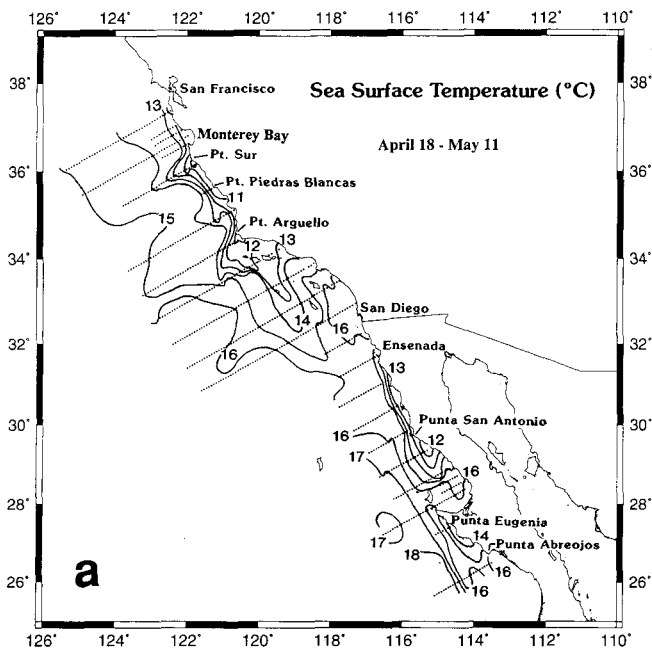 126° 124° 122° 120° 118° 116° 114° 112° 110°
38°
San Francisco
Sea Surface Temperature (°C)
38°
13
Monterey Bay
April 18 - May 11
Pt. Sur
36°
36°
Pt. Piedras Blancas
11
15
Pt. Arguello
12
13
34°
34°
14
San Diego
16
32°
16
32°
Ensenada
13
Punta San Antonio
30°
16
12
30°
17
16
28°
28°
Punta Eugenia
17
14
Punta Abreojos
18
16
26°
a
16
26°
126° 124° 122° 120° 118° 116° 114° 112° 110°